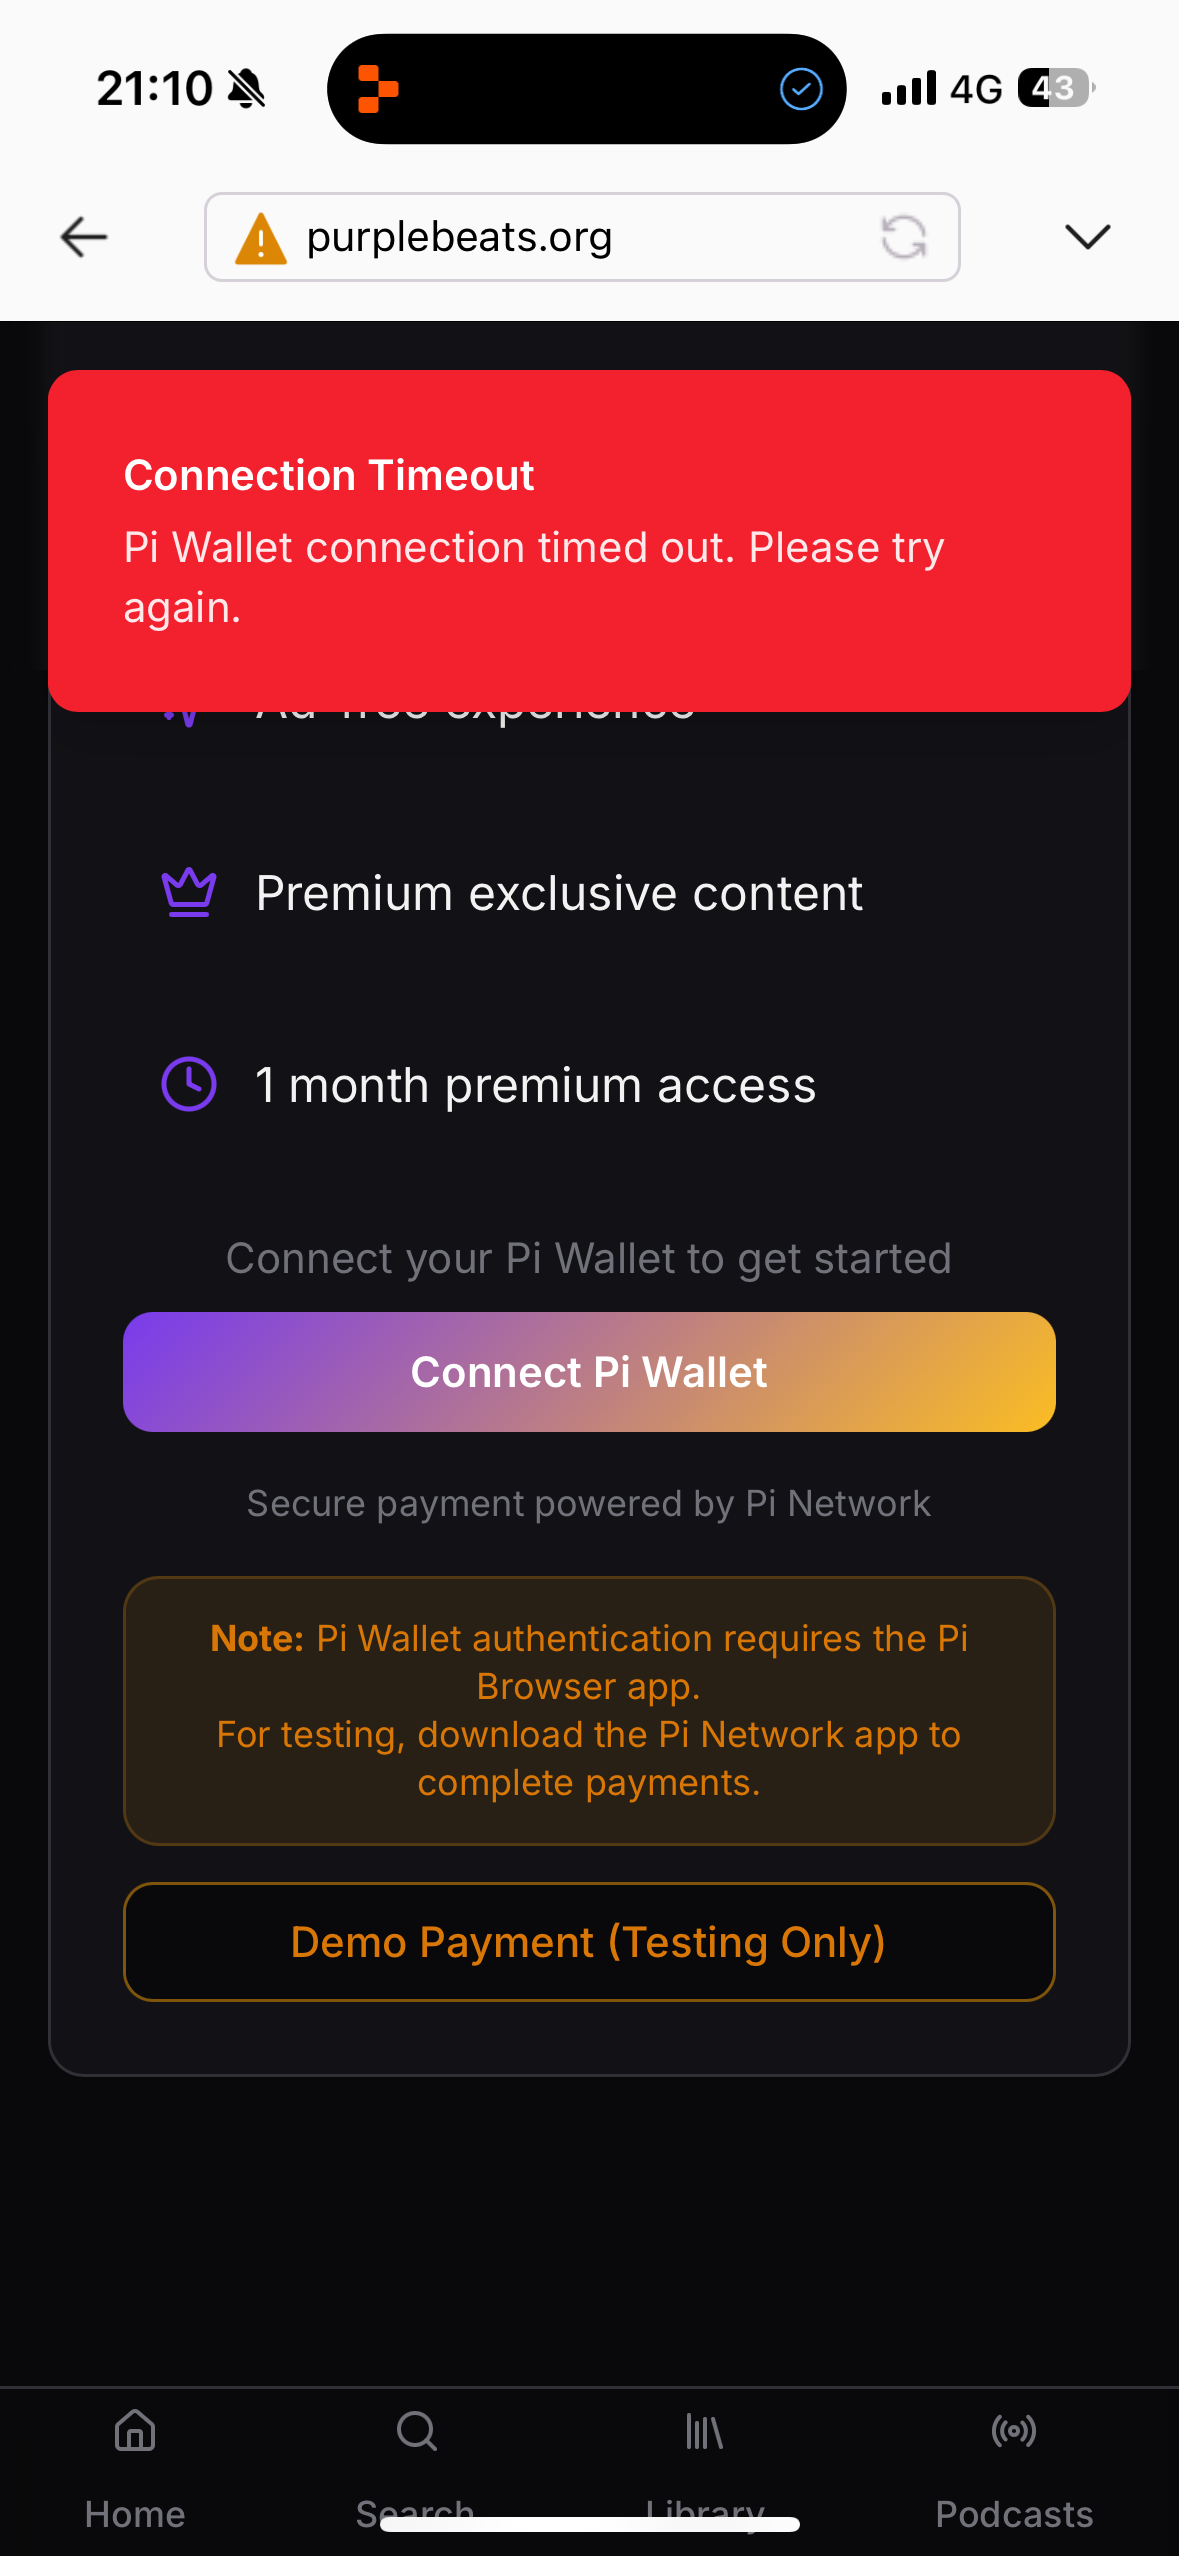 21:10
4G
43
purplebeats.org
Connection Timeout
Pi Wallet connection timed out. Please try
again.
Ad-free experience
Premium exclusive content
1 month premium access
Connect your Pi Wallet to get started
Connect Pi Wallet
Secure payment powered by Pi Network
Note: Pi Wallet authentication requires the Pi
Browser app.
For testing, download the Pi Network app to
complete payments.
Demo Payment (Testing Only)
Home
Search
Library
Podcasts